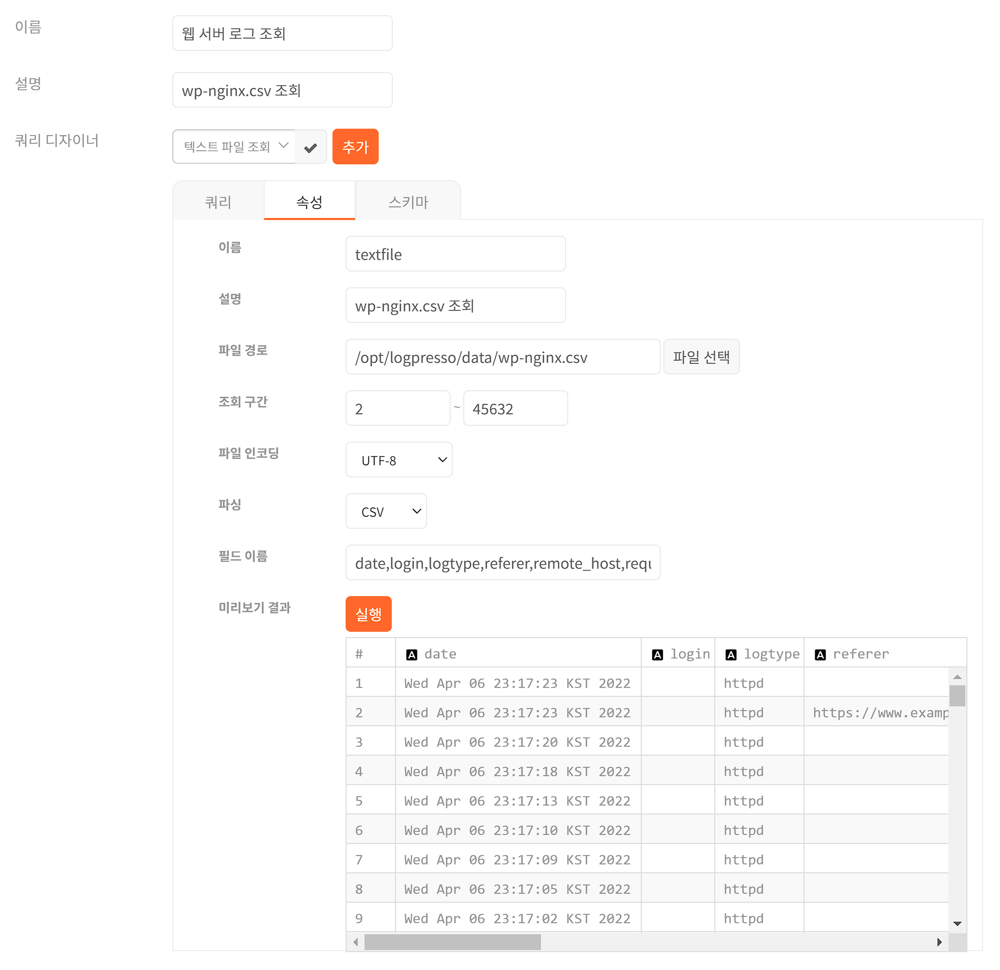 이름
웹 서버 로그 조회
설명
wp-nginx.csv 조회
쿼리 디자이너
텍스트 파일 조회 추가
쿼리 속성 스키마
이름
textfile
설명
wp-nginx.csv 조회
파일 경로
/opt/logpresso/data/wp-nginx.csv 파일 선택
조회 구간
2 ~ 45632
파일 인코딩
UTF-8
파싱
CSV
필드 이름
date,login,logtype,referer,remote_host,requ
미리보기 결과
실행
# A date A login A logtype A referer
1 Wed Apr 06 23:17:23 KST 2022 httpd
2 Wed Apr 06 23:17:23 KST 2022 httpd https://www.examp
3 Wed Apr 06 23:17:20 KST 2022 httpd
4 Wed Apr 06 23:17:18 KST 2022 httpd
5 Wed Apr 06 23:17:13 KST 2022 httpd
6 Wed Apr 06 23:17:10 KST 2022 httpd
7 Wed Apr 06 23:17:09 KST 2022 httpd
8 Wed Apr 06 23:17:05 KST 2022 httpd
9 Wed Apr 06 23:17:02 KST 2022 httpd